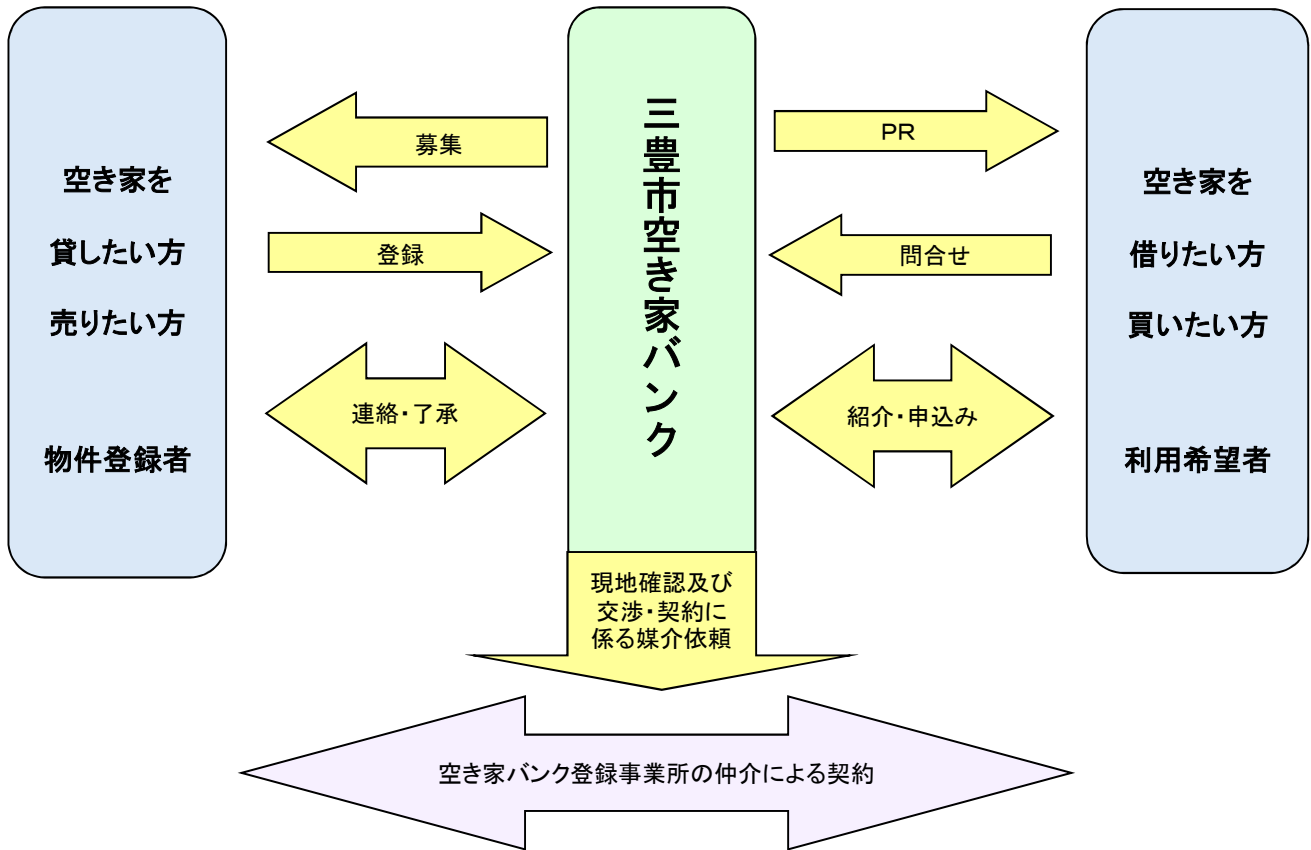 空き家を
貸したい方
売りたい方
物件登録者
募集
登録
連絡・了承
三豊市空き家バンク
PR
問合せ
紹介・申込み
空き家を
借りたい方
買いたい方
利用希望者
現地確認及び
交渉・契約に
係る媒介依頼
空き家バンク登録事業所の仲介による契約